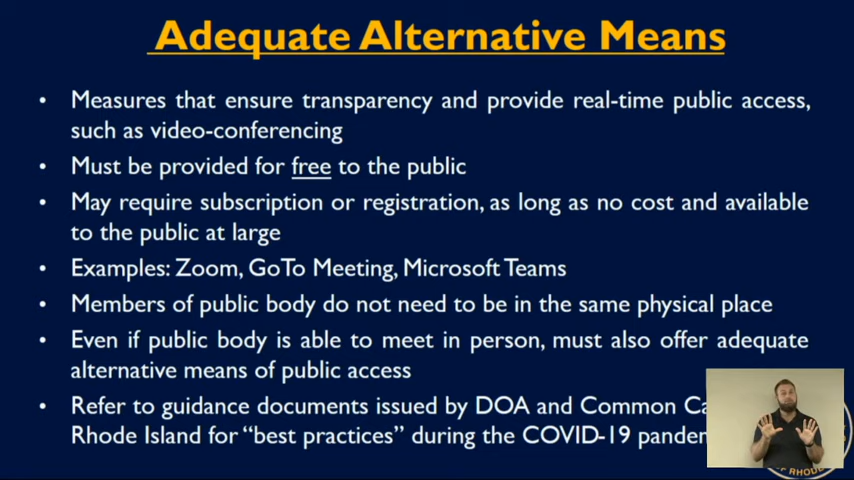 Adequate Alternative Means
• Measures that ensure transparency and provide real-time public access,
such as video-conferencing
• Must be provided for free to the public
• May require subscription or registration, as long as no cost and available
to the public at large
• Examples: Zoom, GoTo Meeting, Microsoft Teams
• Members of public body do not need to be in the same physical place
• Even if public body is able to meet in person, must also offer adequate
alternative means of public access
• Refer to guidance documents issued by DOA and Common
Rhode Island for “best practices” during the COVID-19